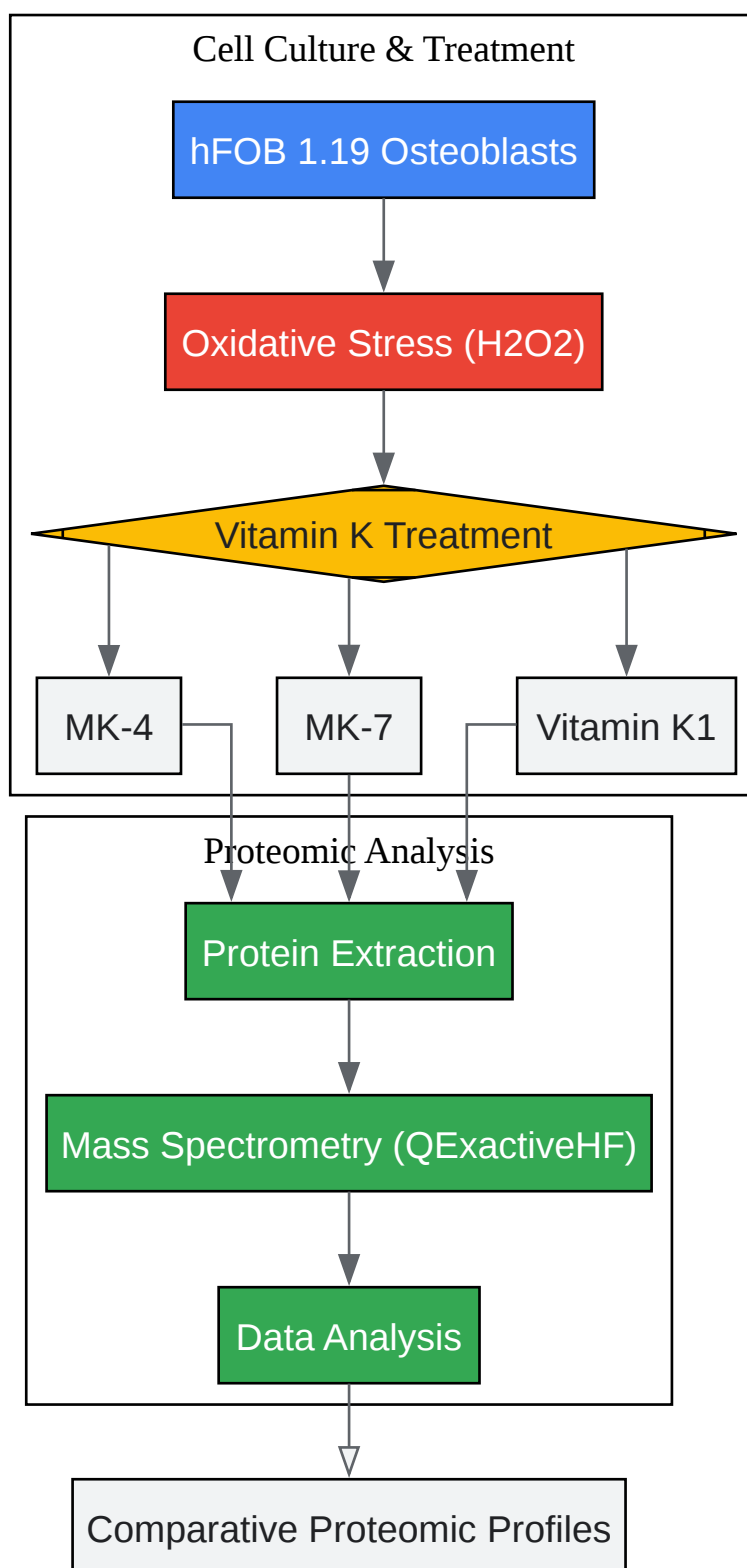 Cell Culture & Treatment
hFOB 1.19 Osteoblasts
Oxidative Stress (H2O2)
Vitamin K Treatment
MK-4
MK-7
Vitamin K1
Proteomic Analysis
Protein Extraction
Mass Spectrometry (QExactiveHF)
Data Analysis
Comparative Proteomic Profiles